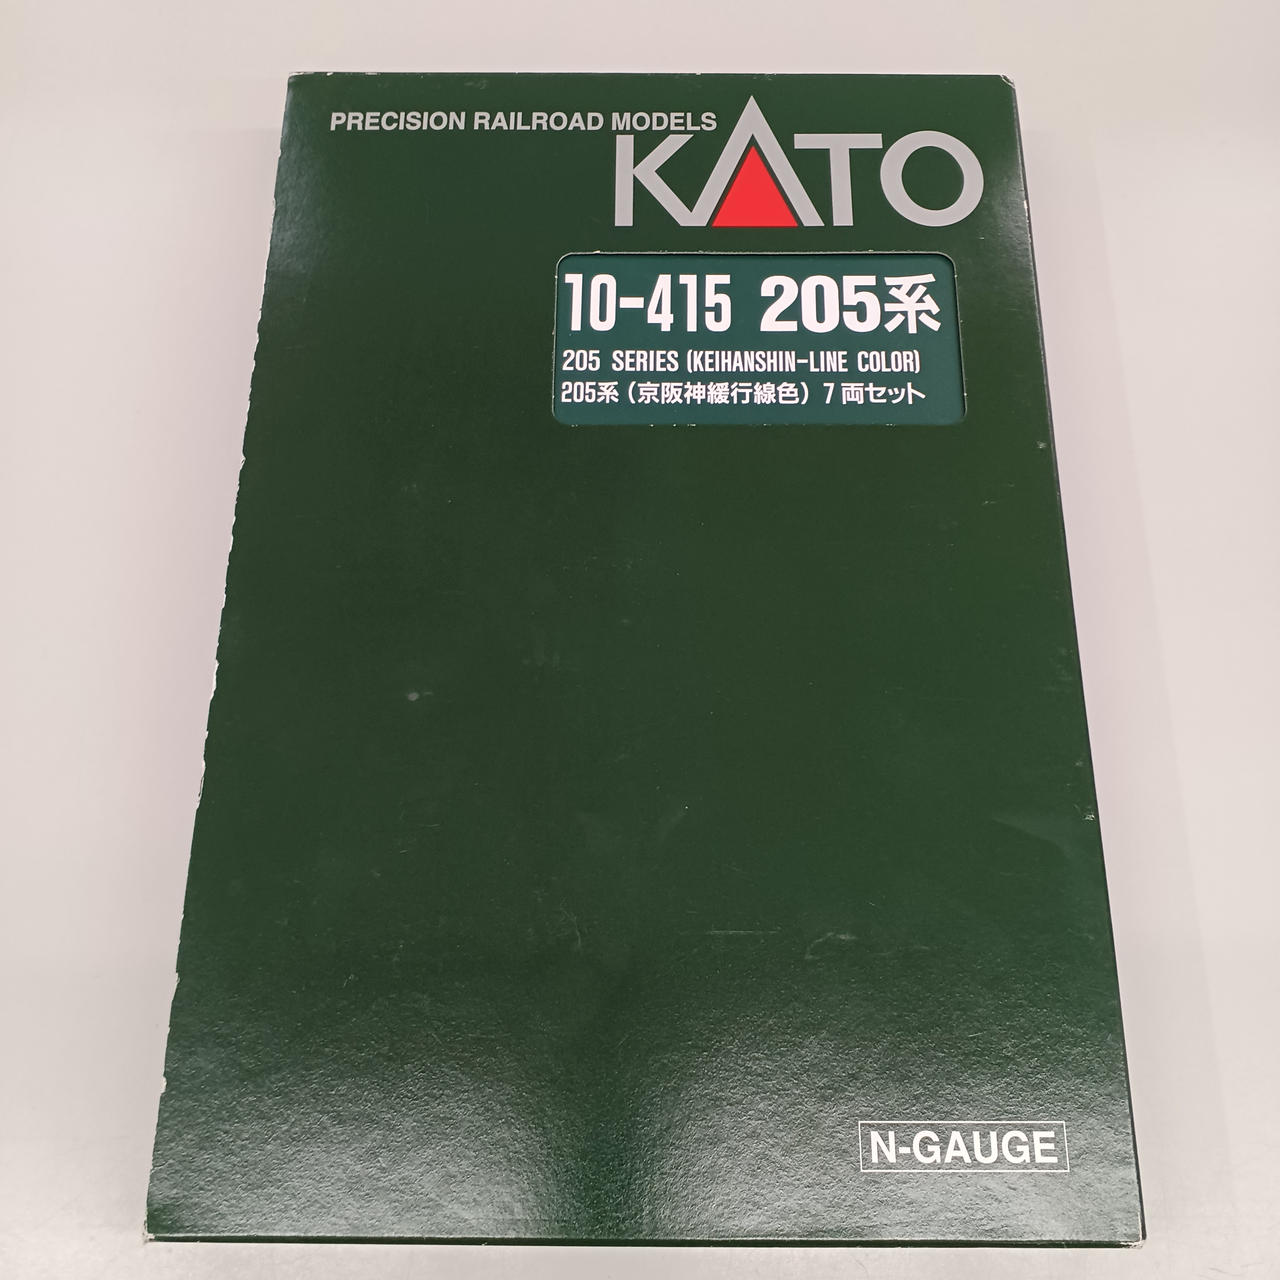 PRECISION RAILROAD MODELS
KATO
10-415 205系
205 SERIES (KEIHANSHIN-LINE COLOR)
205系(京阪神緩行線色) 7両セット
N-GAUGE